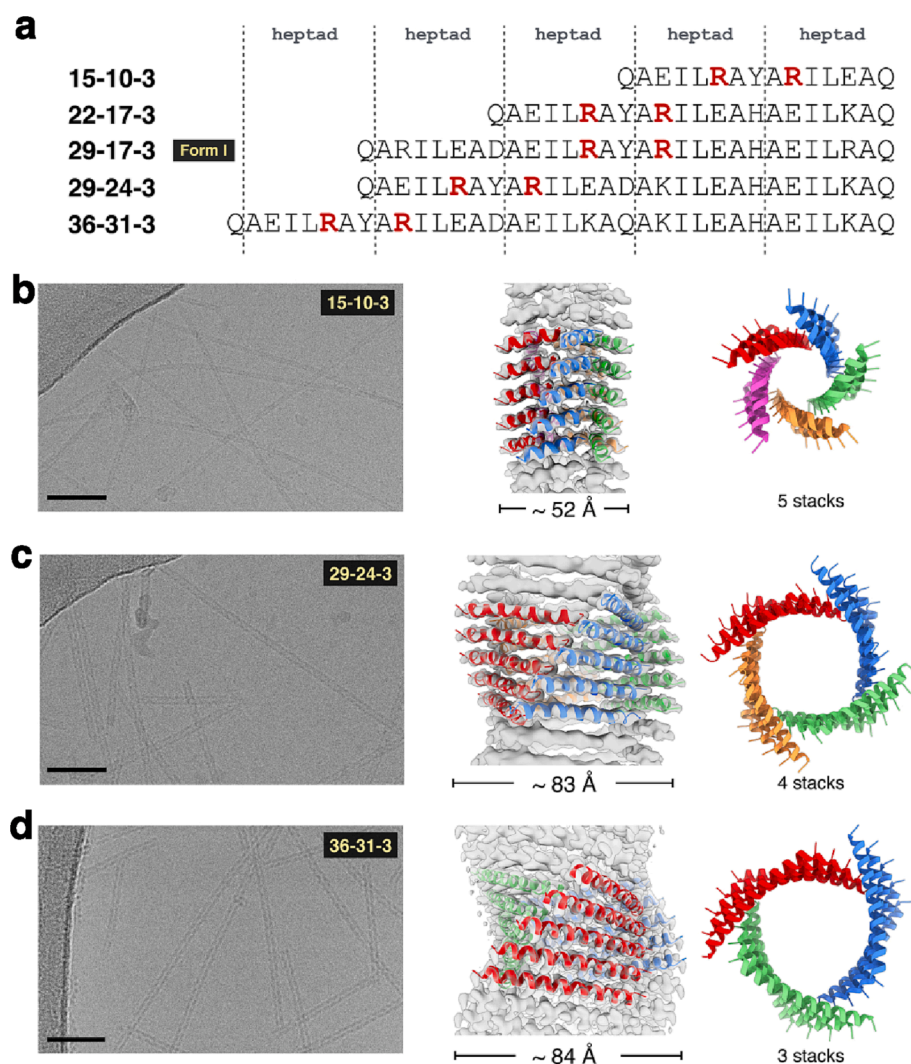 a
heptad heptad heptad heptad heptad
15-10-3 QAEILRAYARILEAQ
22-17-3 QAEILRAYARILEAHAEILKAQ
29-17-3 Form I QARILEADAEILRAYARILEAHAEILRAQ
29-24-3 QAEILRAYARILEADAKILEAHAEILKAQ
36-31-3 QAEILRAYARILEADAEILKAQAKILEAHAEILKAQ
b
15-10-3
~ 52 Å
5 stacks
c
29-24-3
~ 83 Å
4 stacks
d
36-31-3
~ 84 Å
3 stacks